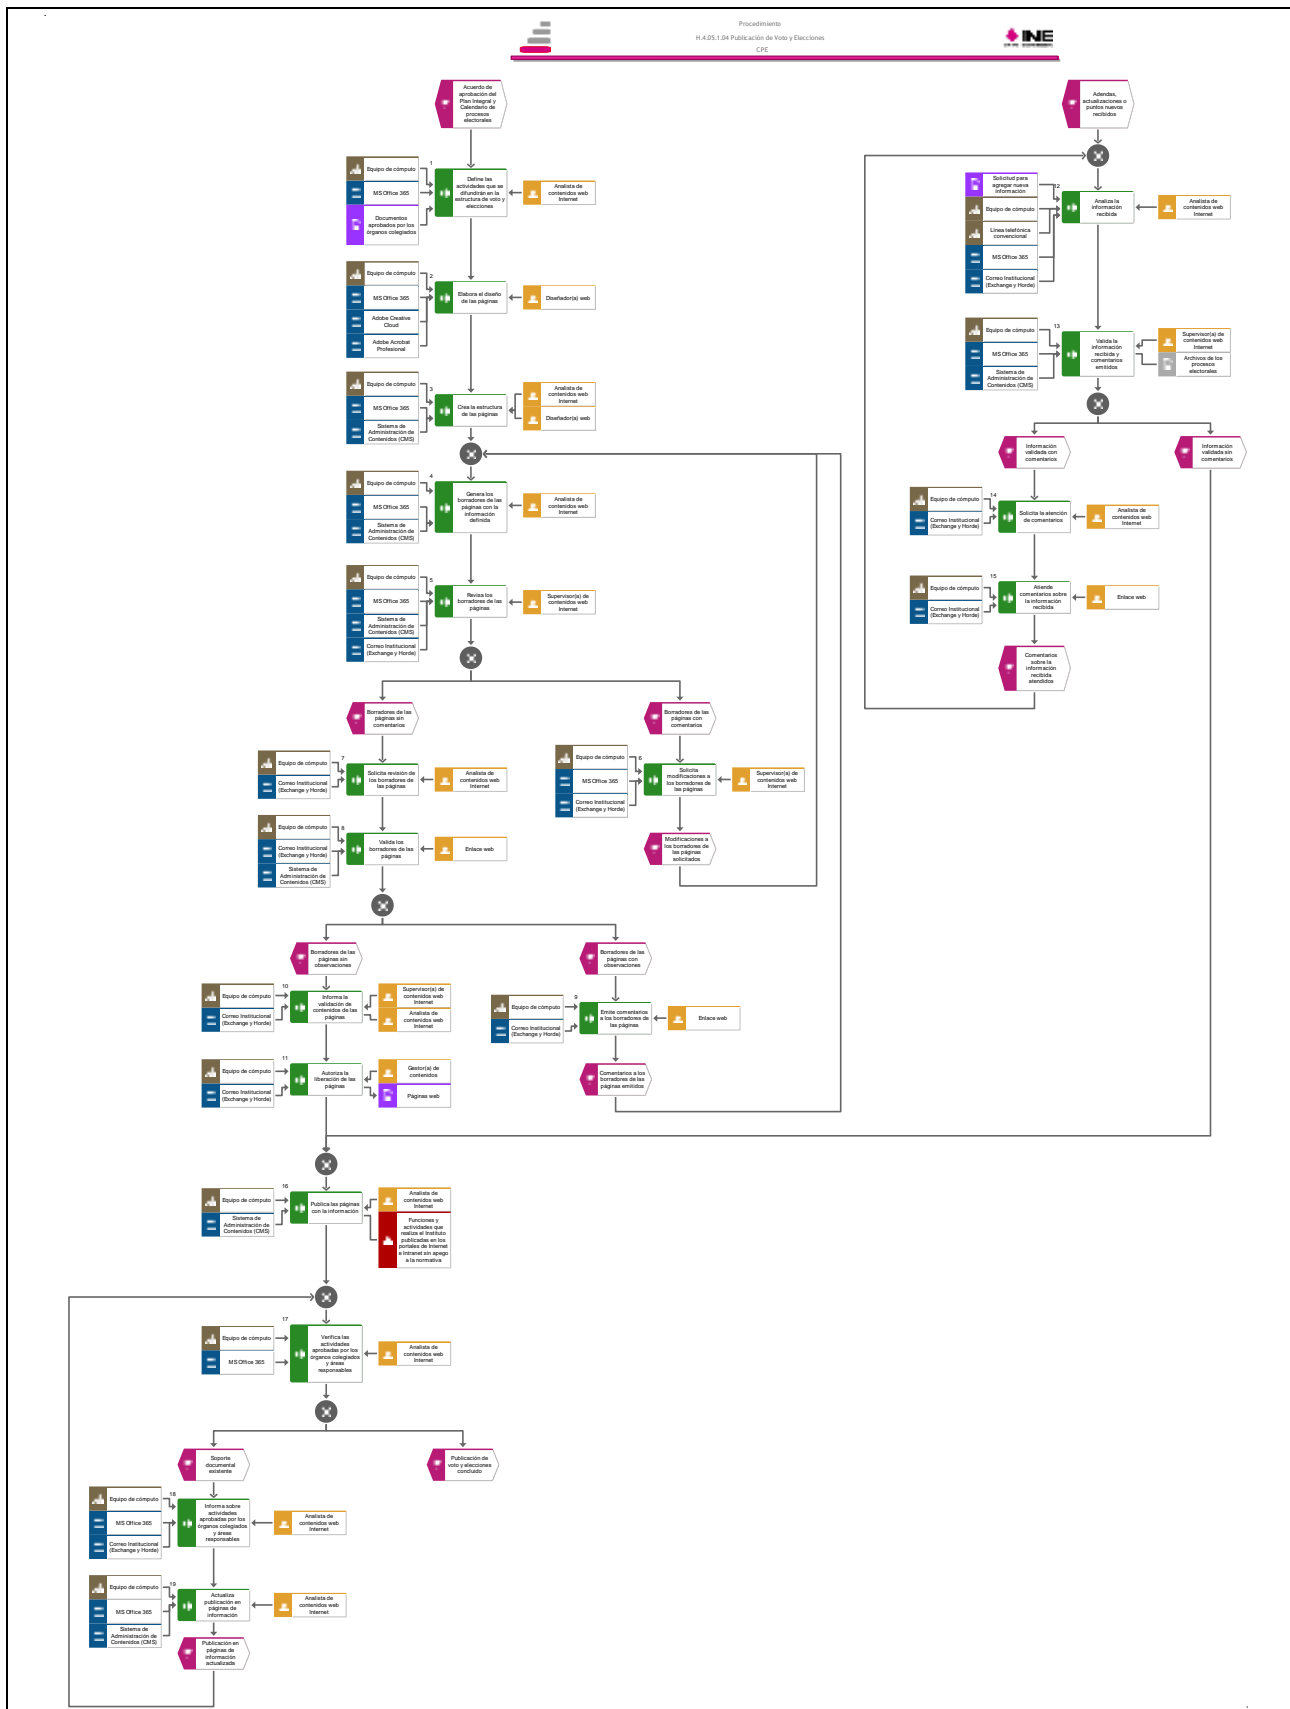 Procedimiento
H.4.05.1.04 Publicación de Voto y Elecciones
CPE
INE
Acuerdo de
aprobación del
Plan Integral y
Calendario de
procesos
electorales
1
Equipo de cómputo
MS Office 365
Documentos
aprobados por los
órganos colegiados
Define las
actividades que se
difundirán en la
estructura de voto y
elecciones
Analista de
contenidos web
Internet
2
Equipo de cómputo
MS Office 365
Adobe Creative
Cloud
Adobe Acrobat
Profesional
Elabora el diseño
de las páginas
Diseñador(a) web
3
Equipo de cómputo
MS Office 365
Sistema de
Administración de
Contenidos (CMS)
Crea la estructura
de las páginas
Analista de
contenidos web
Internet
Diseñador(a) web
4
Equipo de cómputo
MS Office 365
Sistema de
Administración de
Contenidos (CMS)
Genera los
borradores de las
páginas con la
información
definida
Analista de
contenidos web
Internet
5
Equipo de cómputo
MS Office 365
Sistema de
Administración de
Contenidos (CMS)
Correo Institucional
(Exchange y Horde)
Revisa los
borradores de las
páginas
Supervisor(a) de
contenidos web
Internet
Borradores de las
páginas sin
comentarios
Borradores de las
páginas con
comentarios
7
Equipo de cómputo
Correo Institucional
(Exchange y Horde)
Solicita revisión de
los borradores de
las páginas
Analista de
contenidos web
Internet
6
Equipo de cómputo
MS Office 365
Correo Institucional
(Exchange y Horde)
Solicita
modificaciones a
los borradores de
las páginas
Supervisor(a) de
contenidos web
Internet
8
Equipo de cómputo
Correo Institucional
(Exchange y Horde)
Sistema de
Administración de
Contenidos (CMS)
Valida los
borradores de las
páginas
Enlace web
Modificaciones a
los borradores de
las páginas
solicitados
Borradores de las
páginas sin
observaciones
Borradores de las
páginas con
observaciones
10
Equipo de cómputo
Correo Institucional
(Exchange y Horde)
Informa la
validación de
contenidos de las
páginas
Supervisor(a) de
contenidos web
Internet
Analista de
contenidos web
Internet
9
Equipo de cómputo
Correo Institucional
(Exchange y Horde)
Emite comentarios
a los borradores de
las páginas
Enlace web
11
Equipo de cómputo
Correo Institucional
(Exchange y Horde)
Autoriza la
liberación de las
páginas
Gestor(a) de
contenidos
Páginas web
Comentarios a los
borradores de las
páginas emitidos
16
Equipo de cómputo
Sistema de
Administración de
Contenidos (CMS)
Publica las páginas
con la información
Analista de
contenidos web
Internet
Funciones y
actividades que
realiza el Instituto
publicadas en los
portales de Internet
e Intranet sin apego
a la normativa
17
Equipo de cómputo
MS Office 365
Verifica las
actividades
aprobadas por los
órganos colegiados
y áreas
responsables
Analista de
contenidos web
Internet
Soporte
documental
existente
Publicación de
voto y elecciones
concluido
18
Equipo de cómputo
MS Office 365
Correo Institucional
(Exchange y Horde)
Informa sobre
actividades
aprobadas por los
órganos colegiados
y áreas
responsables
Analista de
contenidos web
Internet
19
Equipo de cómputo
MS Office 365
Sistema de
Administración de
Contenidos (CMS)
Actualiza
publicación en
páginas de
información
Analista de
contenidos web
Internet
Publicación en
páginas de
información
actualizada
Adendas,
actualizaciones o
puntos nuevos
recibidos
12
Solicitud para
agregar nueva
información
Equipo de cómputo
Línea telefónica
convencional
MS Office 365
Correo Institucional
(Exchange y Horde)
Analiza la
información
recibida
Analista de
contenidos web
Internet
13
Equipo de cómputo
MS Office 365
Sistema de
Administración de
Contenidos (CMS)
Valida la
información
recibida y
comentarios
emitidos
Supervisor(a) de
contenidos web
Internet
Archivos de los
procesos
electorales
Información
validada con
comentarios
Información
validada sin
comentarios
14
Equipo de cómputo
Correo Institucional
(Exchange y Horde)
Solicita la atención
de comentarios
Analista de
contenidos web
Internet
15
Equipo de cómputo
Correo Institucional
(Exchange y Horde)
Atiende
comentarios sobre
la información
recibida
Enlace web
Comentarios
sobre la
información
recibida
atendidos